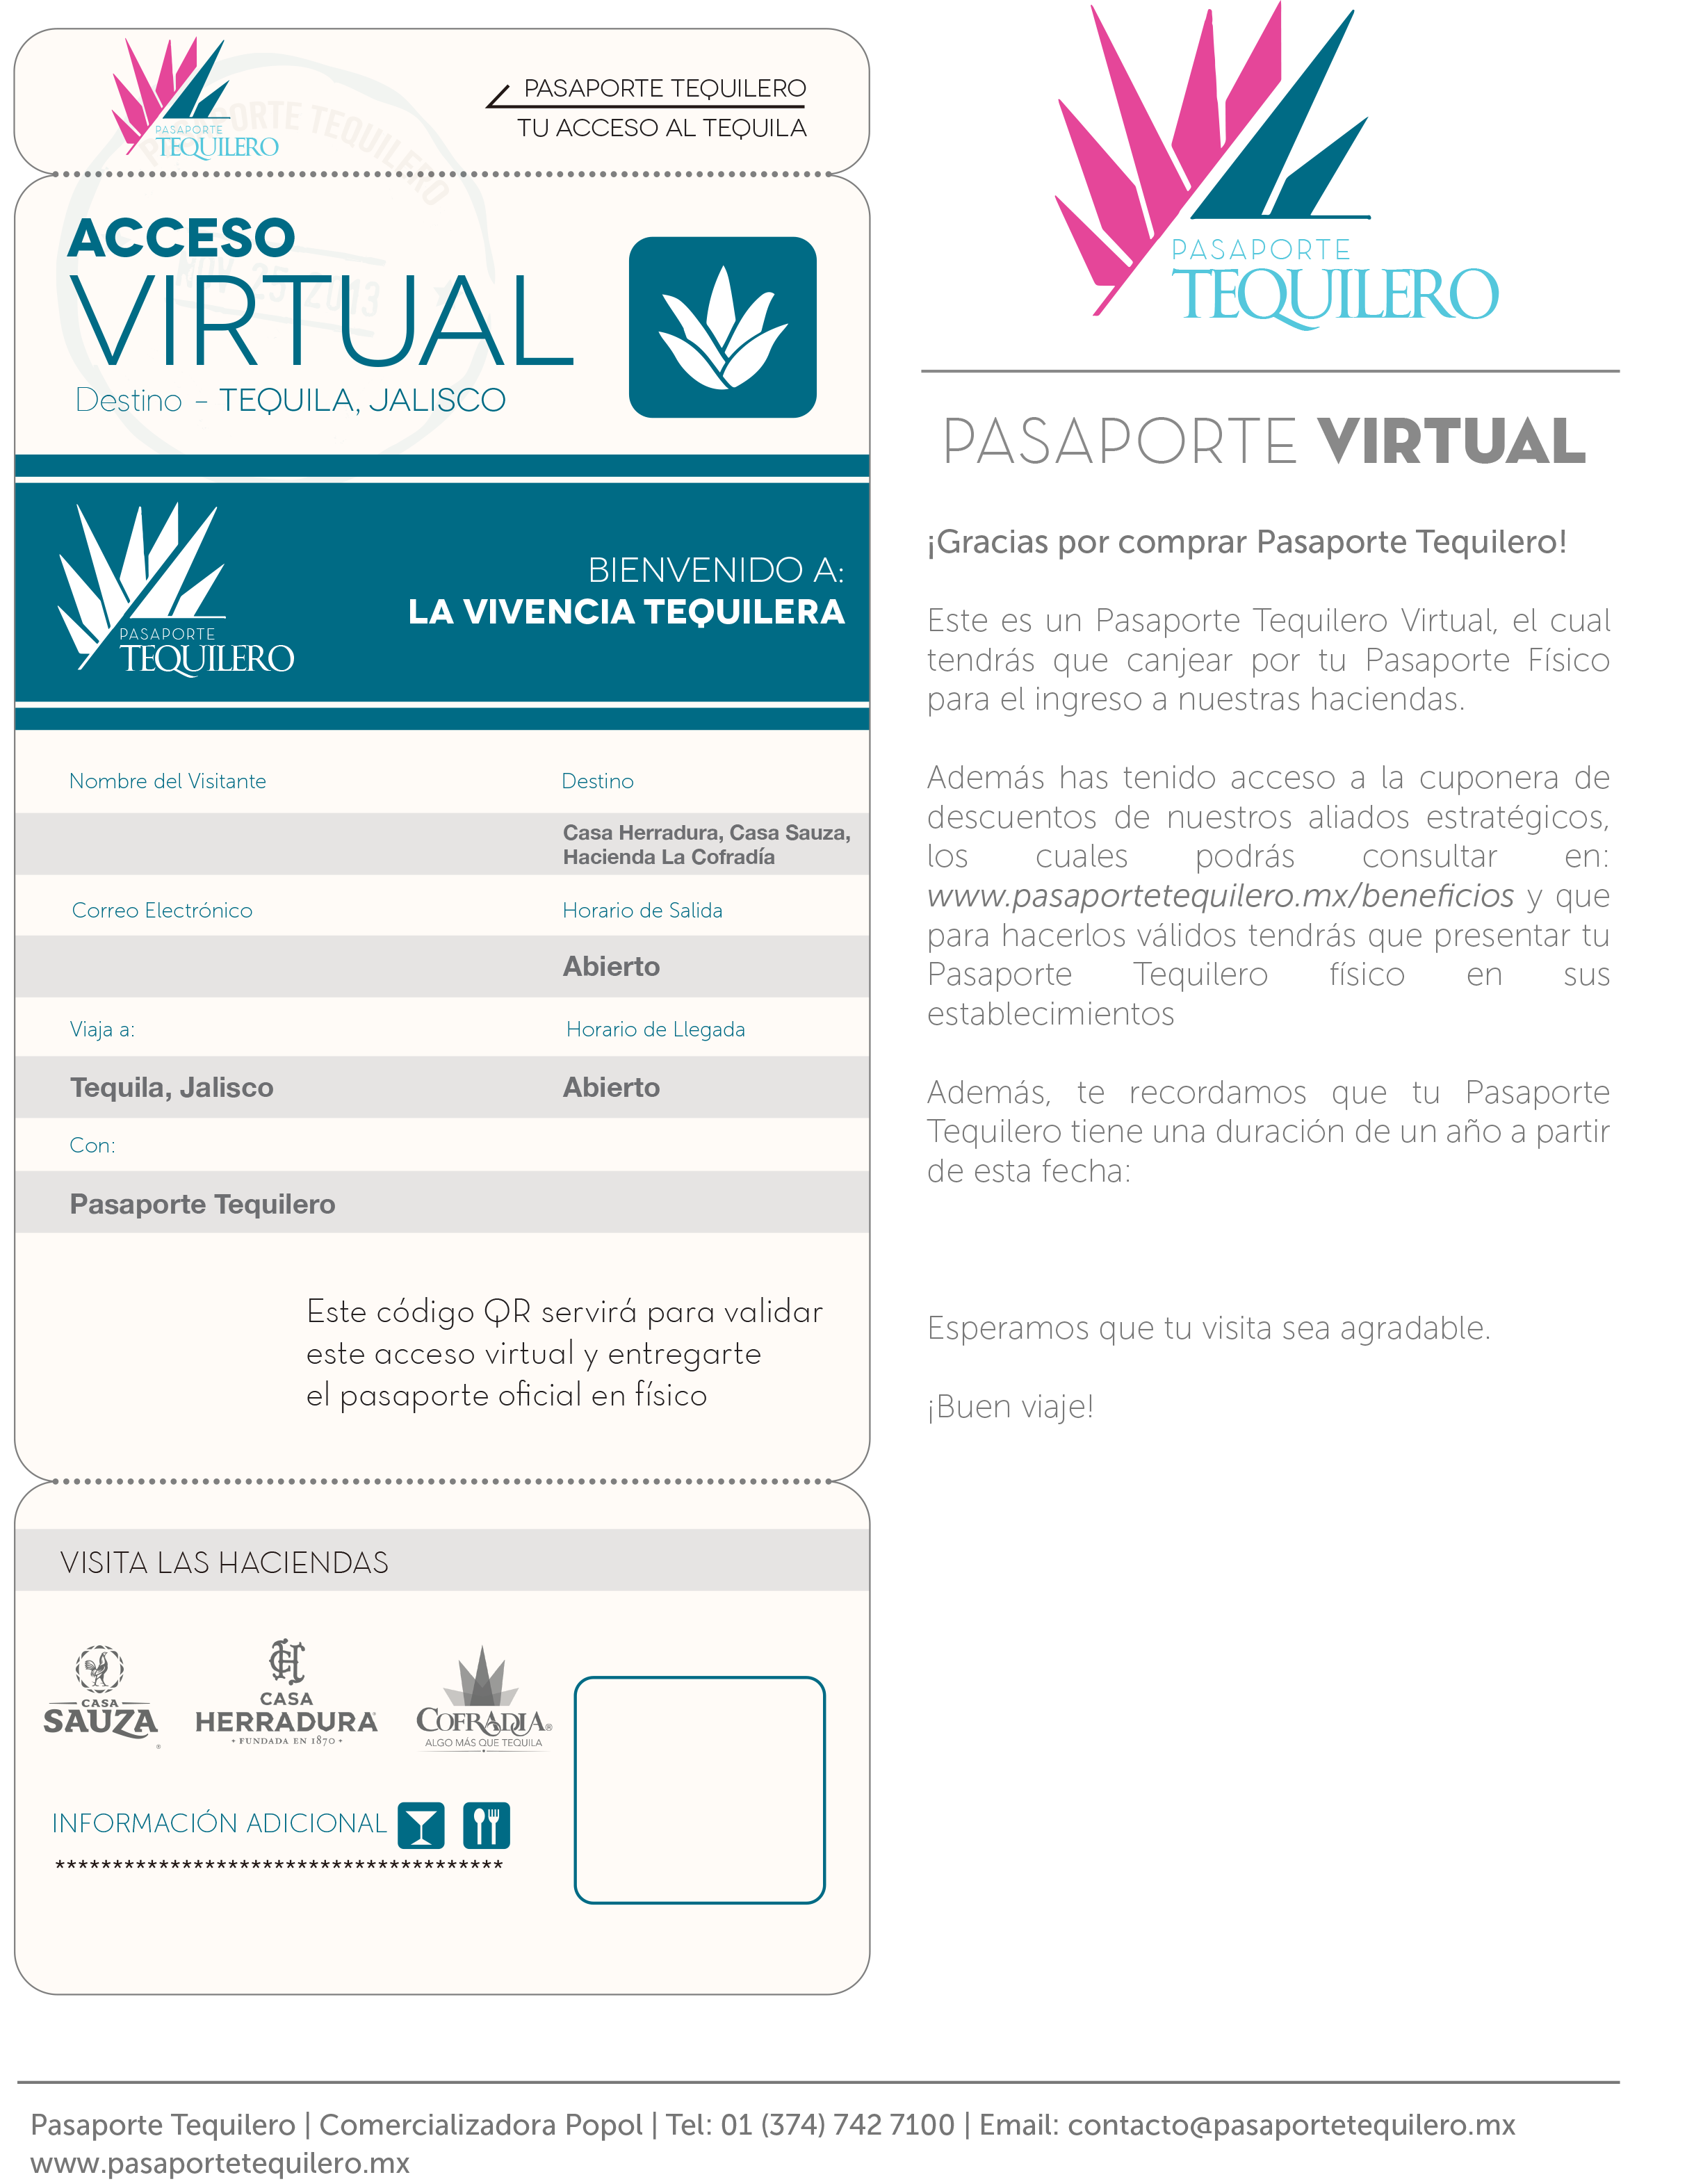 PASAPORTE
TEQUILERO
PASAPORTE TEQUILERO
TU ACCESO AL TEQUILA
PASAPORTE TEQUILERO
NOV 25 2013
ACCESO
VIRTUAL
Destino - TEQUILA, JALISCO
PASAPORTE
TEQUILERO
BIENVENIDO A:
LA VIVENCIA TEQUILERA
Nombre del Visitante
Destino
Casa Herradura, Casa Sauza,
Hacienda La Cofradía
Correo Electrónico
Horario de Salida
Abierto
Viaja a:
Horario de Llegada
Tequila, Jalisco
Abierto
Con:
Pasaporte Tequilero
Este código QR servirá para validar
este acceso virtual y entregarte
el pasaporte oficial en físico
VISITA LAS HACIENDAS
CASA
SAUZA
®
CH
CASA
HERRADURA
• FUNDADA EN 1870 •
COFRADIA®
ALGO MÁS QUE TEQUILA
INFORMACIÓN ADICIONAL
***************************************
PASAPORTE
TEQUILERO
PASAPORTE VIRTUAL
¡Gracias por comprar Pasaporte Tequilero!
Este es un Pasaporte Tequilero Virtual, el cual
tendrás que canjear por tu Pasaporte Físico
para el ingreso a nuestras haciendas.
Además has tenido acceso a la cuponera de
descuentos de nuestros aliados estratégicos,
los cuales podrás consultar en:
www.pasaportetequilero.mx/beneficios y que
para hacerlos válidos tendrás que presentar tu
Pasaporte Tequilero físico en sus
establecimientos
Además, te recordamos que tu Pasaporte
Tequilero tiene una duración de un año a partir
de esta fecha:
Esperamos que tu visita sea agradable.
¡Buen viaje!
Pasaporte Tequilero | Comercializadora Popol | Tel: 01 (374) 742 7100 | Email: contacto@pasaportetequilero.mx
www.pasaportetequilero.mx